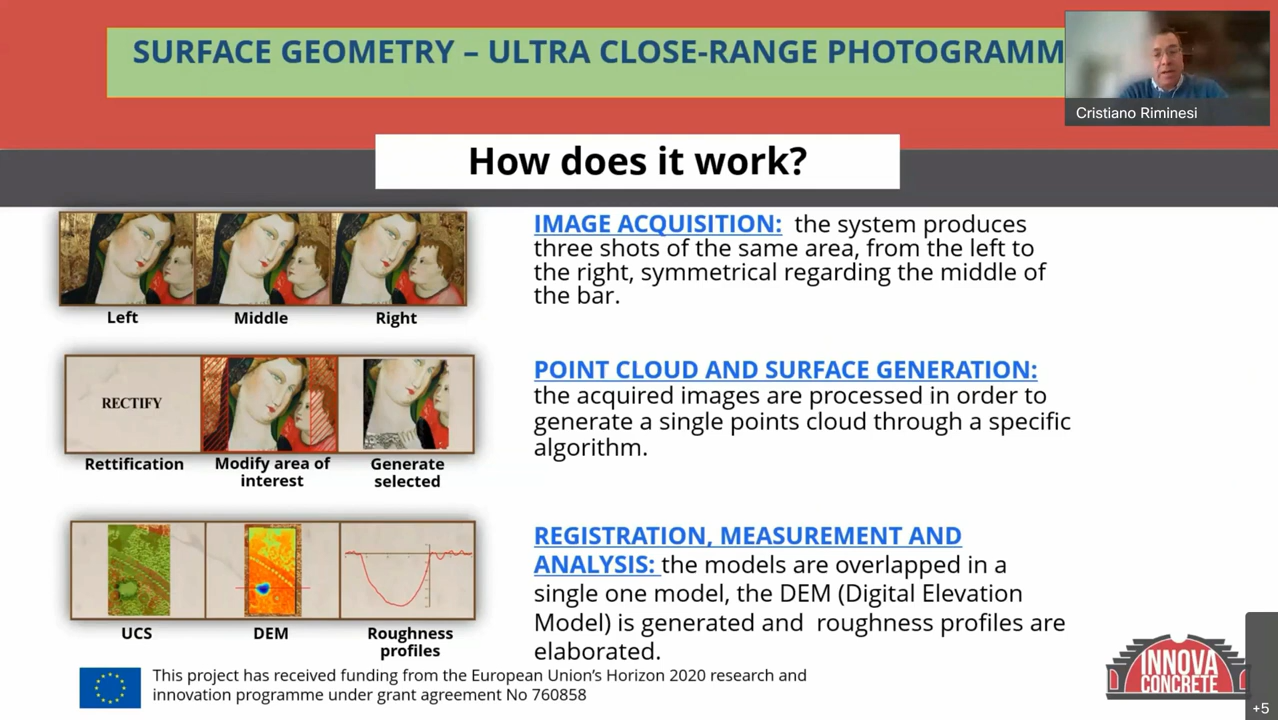 SURFACE GEOMETRY – ULTRA CLOSE-RANGE PHOTOGRAMM
Cristiano Riminesi
How does it work?
Left
Middle
Right
IMAGE ACQUISITION: the system produces
three shots of the same area, from the left to
the right, symmetrical regarding the middle of
the bar.
RECTIFY
Rettification
Modify area of
interest
Generate
selected
POINT CLOUD AND SURFACE GENERATION:
the acquired images are processed in order to
generate a single points cloud through a specific
algorithm.
UCS
DEM
Roughness
profiles
REGISTRATION, MEASUREMENT AND
ANALYSIS: the models are overlapped in a
single one model, the DEM (Digital Elevation
Model) is generated and roughness profiles are
elaborated.
This project has received funding from the European Union's Horizon 2020 research and
innovation programme under grant agreement No 760858
INNOVA
CONCRETE
+5